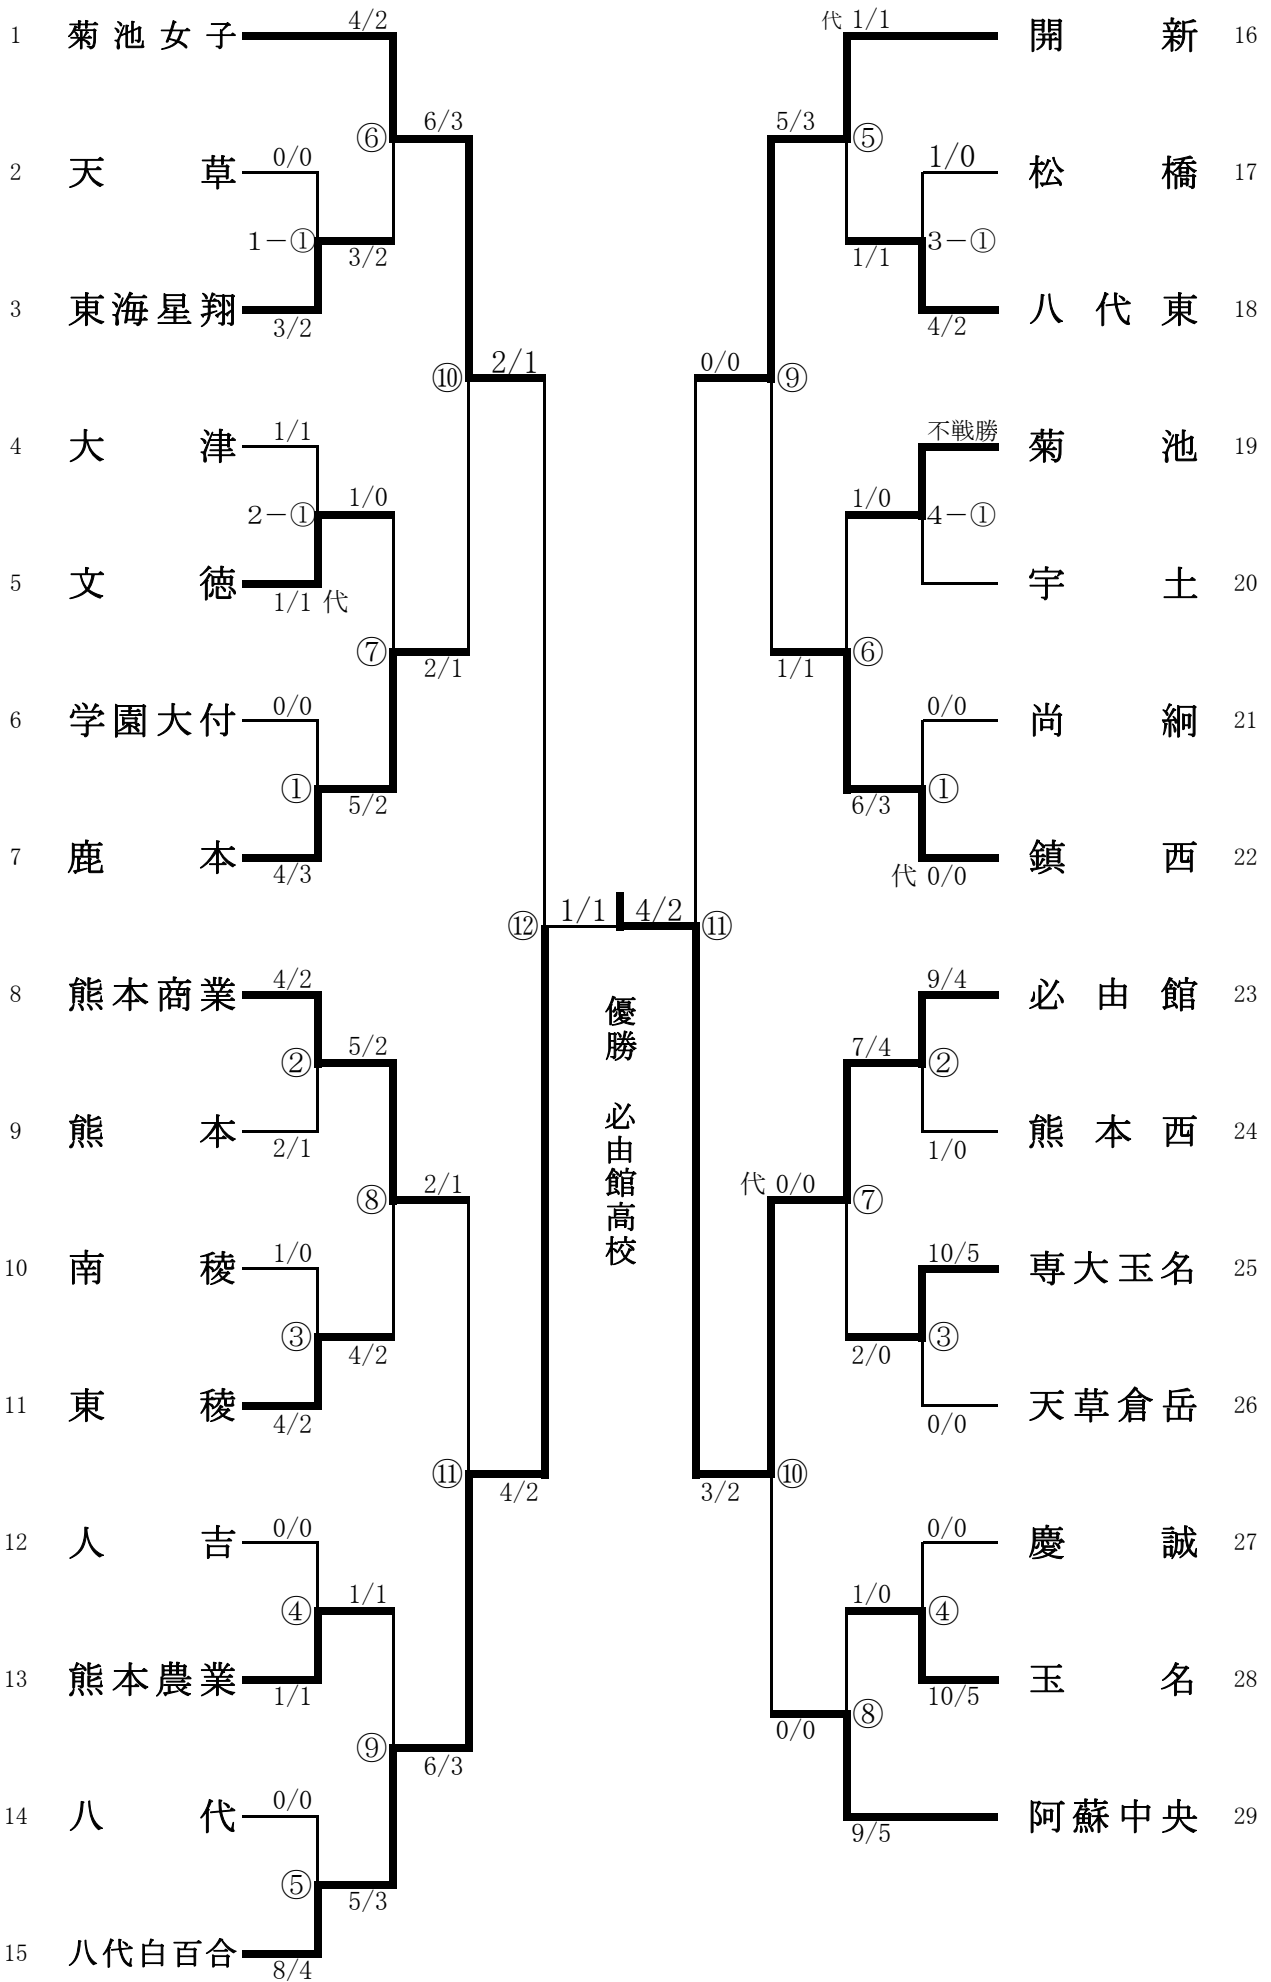 1 菊池女子 4/2
6/3
⑥
2 天草 0/0
1－①
3/2
3 東海星翔 3/2
⑩ 2/1
4 大津 1/1
2－① 1/0
5 文徳 1/1 代
⑦ 2/1
6 学園大付 0/0
① 5/2
7 鹿本 4/3
⑫ 1/1
8 熊本商業 4/2
② 5/2
9 熊本 2/1
⑧ 2/1
10 南稜 1/0
③ 4/2
11 東稜 4/2
⑪ 4/2
12 人吉 0/0
④ 1/1
13 熊本農業 1/1
⑨ 6/3
14 八代 0/0
⑤ 5/3
15 八代白百合 8/4
優勝 必由館高校
代 1/1 開新 16
5/3 ⑤
1/0 松橋 17
3－①
1/1
4/2 八代東 18
0/0 ⑨
不戦勝 菊池 19
1/0 4－①
宇土 20
1/1 ⑥
0/0 尚絅 21
6/3 ①
代 0/0 鎮西 22
4/2 ⑪
9/4 必由館 23
7/4 ②
1/0 熊本西 24
代 0/0 ⑦
10/5 専大玉名 25
2/0 ③
0/0 天草倉岳 26
3/2 ⑩
0/0 慶誠 27
1/0 ④
10/5 玉名 28
0/0 ⑧
9/5 阿蘇中央 29